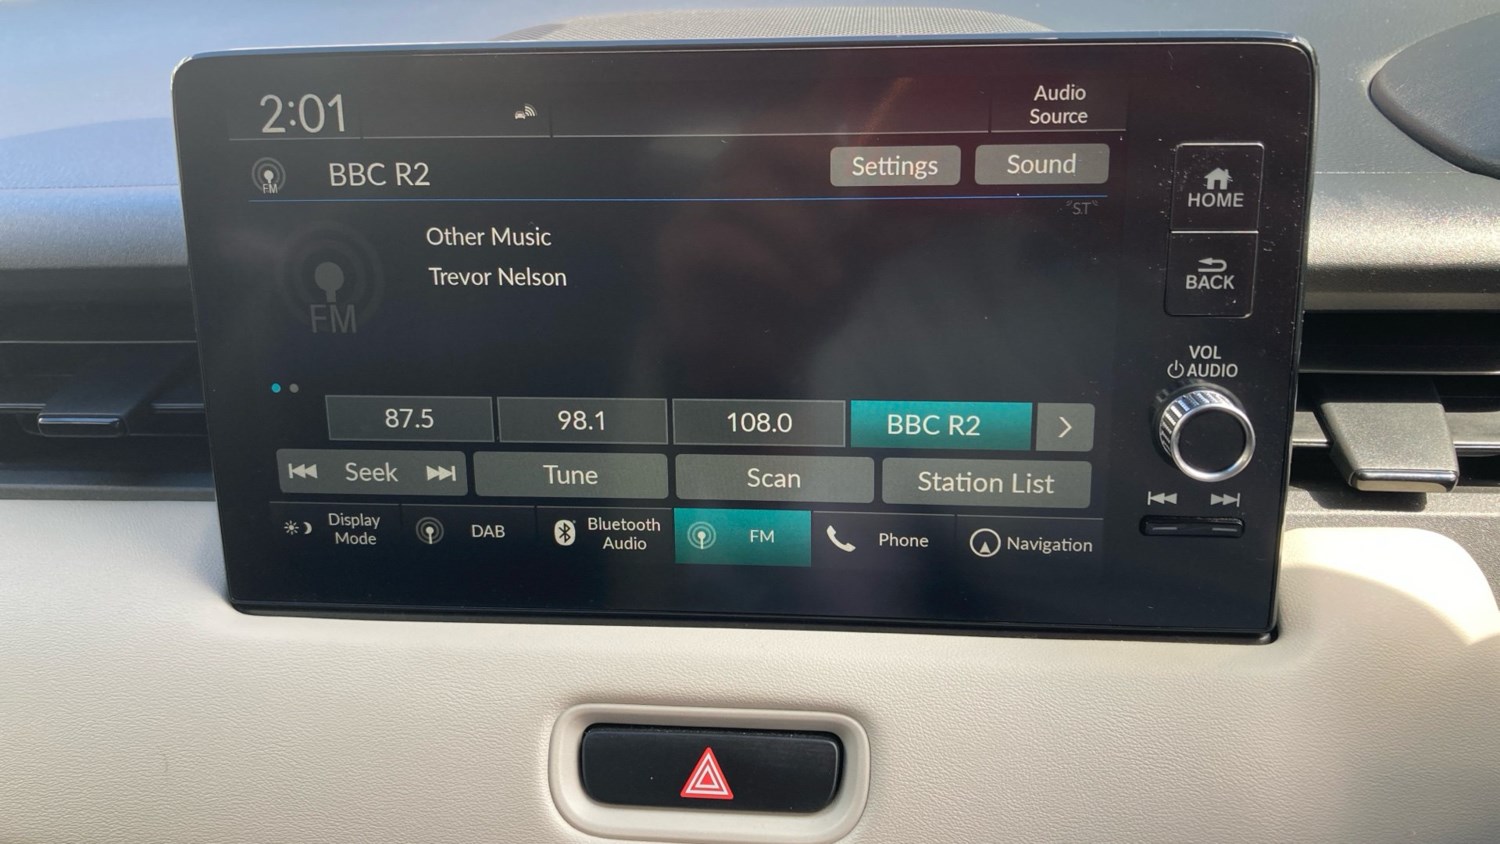 2:01
Audio
Source
FM
BBC R2
Settings
Sound
ST
HOME
Other Music
Trevor Nelson
BACK
FM
VOL
AUDIO
87.5
98.1
108.0
BBC R2
Seek
Tune
Scan
Station List
Display
Mode
DAB
Bluetooth
Audio
FM
Phone
Navigation